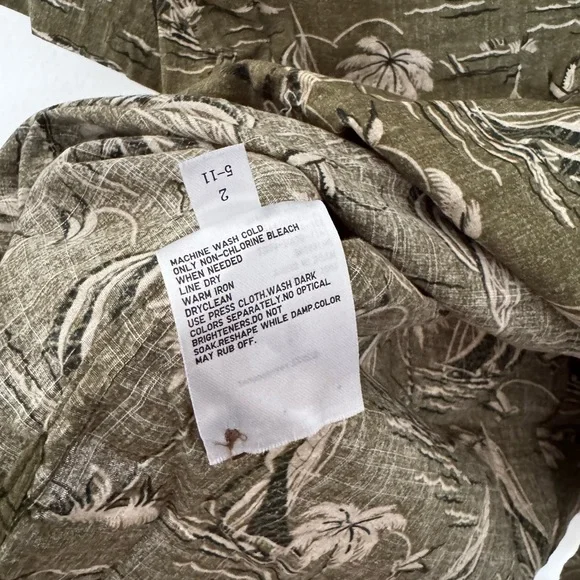 2
5-11
MACHINE WASH COLD
ONLY NON-CHLORINE BLEACH
WHEN NEEDED
LINE DRY
WARM IRON
DRYCLEAN
USE PRESS CLOTH.WASH DARK
COLORS SEPARATELY.NO OPTICAL
BRIGHTENERS.DO NOT
SOAK.RESHAPE WHILE DAMP.COLOR
MAY RUB OFF.